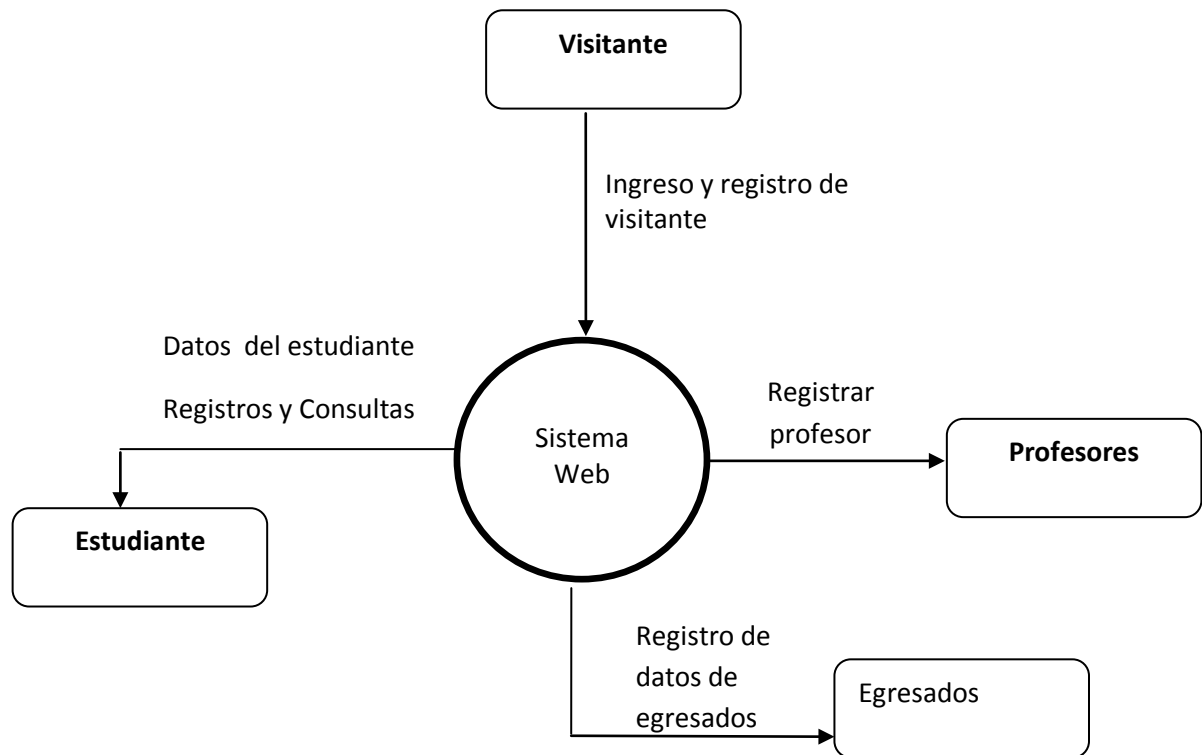 Visitante
Ingreso y registro de
visitante
Datos del estudiante
Registros y Consultas
Sistema
Web
Registrar
profesor
Profesores
Estudiante
Registro de
datos de
egresados
Egresados